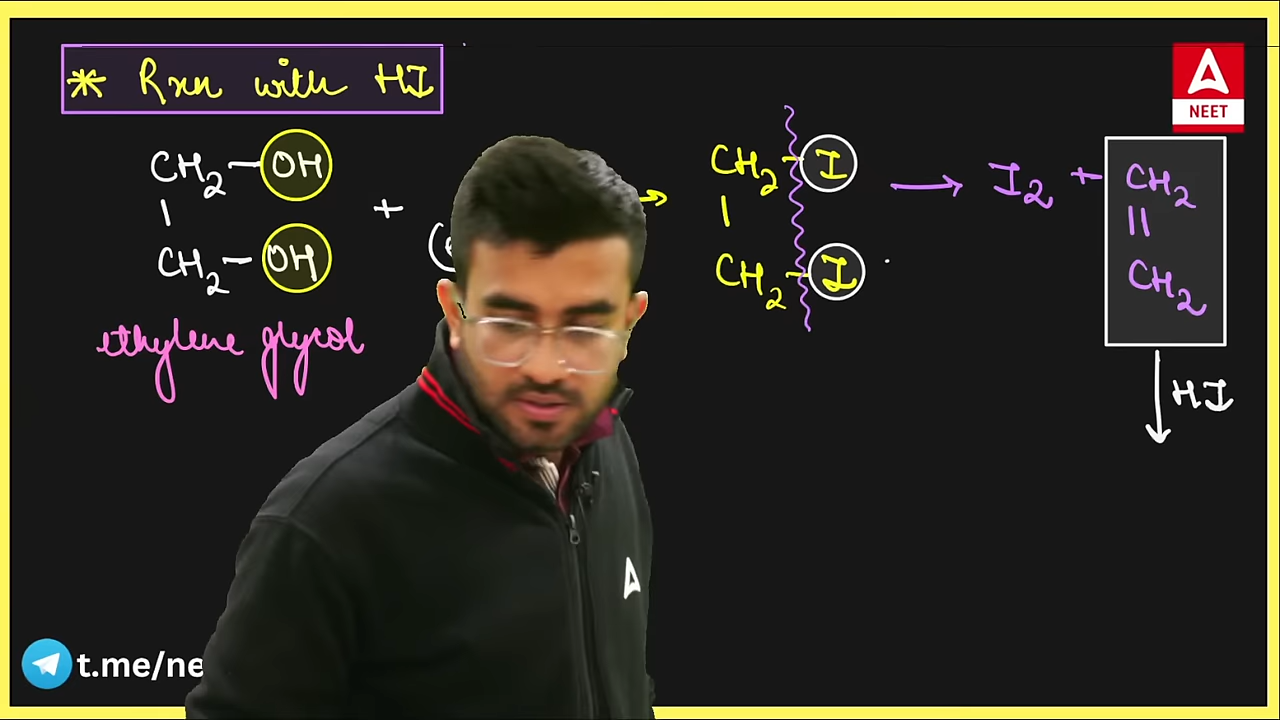 * Rxn with HI
NEET
CH2-OH
|
CH2-OH
+
ethylene glycol
→
CH2-I
|
CH2-I
→ I2 +
CH2
||
CH2
↓ HI
t.me/ne